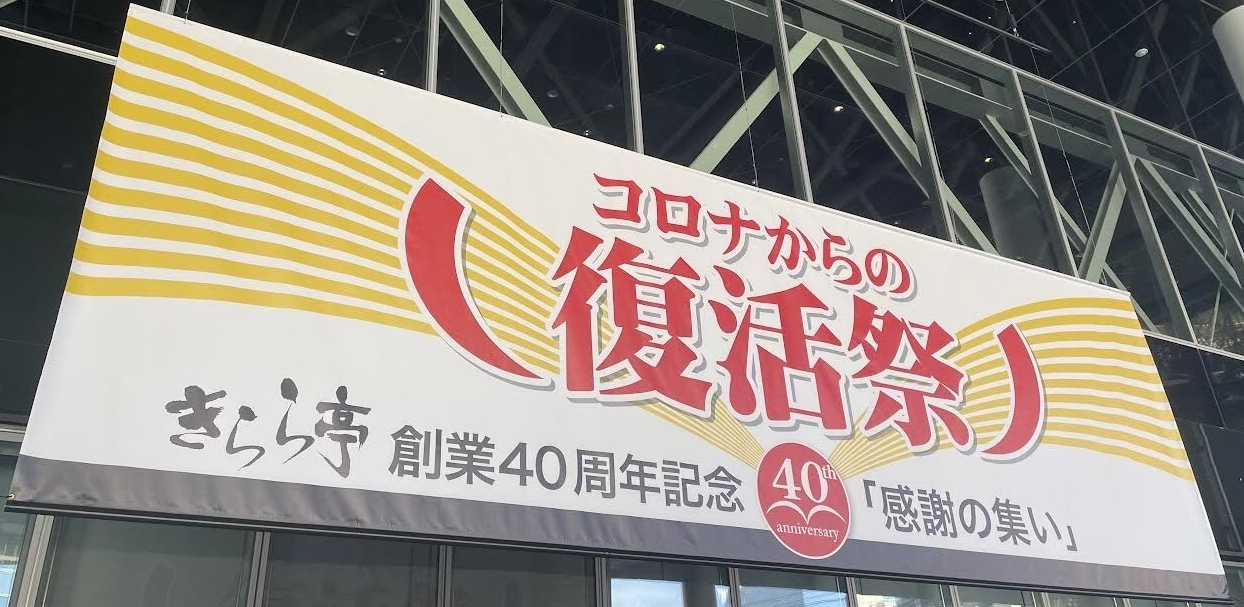 コロナからの
復活祭
きらら亭 創業40周年記念 「感謝の集い」
40th
anniversary